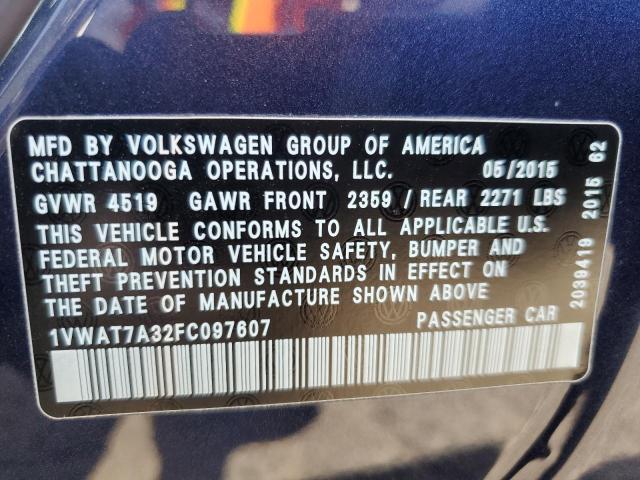 MFD BY VOLKSWAGEN GROUP OF AMERICA
CHATTANOOGA OPERATIONS, LLC. 05/2015
GVWR 4519 GAWR FRONT 2359 / REAR 2271 LBS
THIS VEHICLE CONFORMS TO ALL APPLICABLE U.S.
FEDERAL MOTOR VEHICLE SAFETY, BUMPER AND
THEFT PREVENTION STANDARDS IN EFFECT ON
THE DATE OF MANUFACTURE SHOWN ABOVE
1VWAT7A32FC097607 PASSENGER CAR
2039419 2015 62